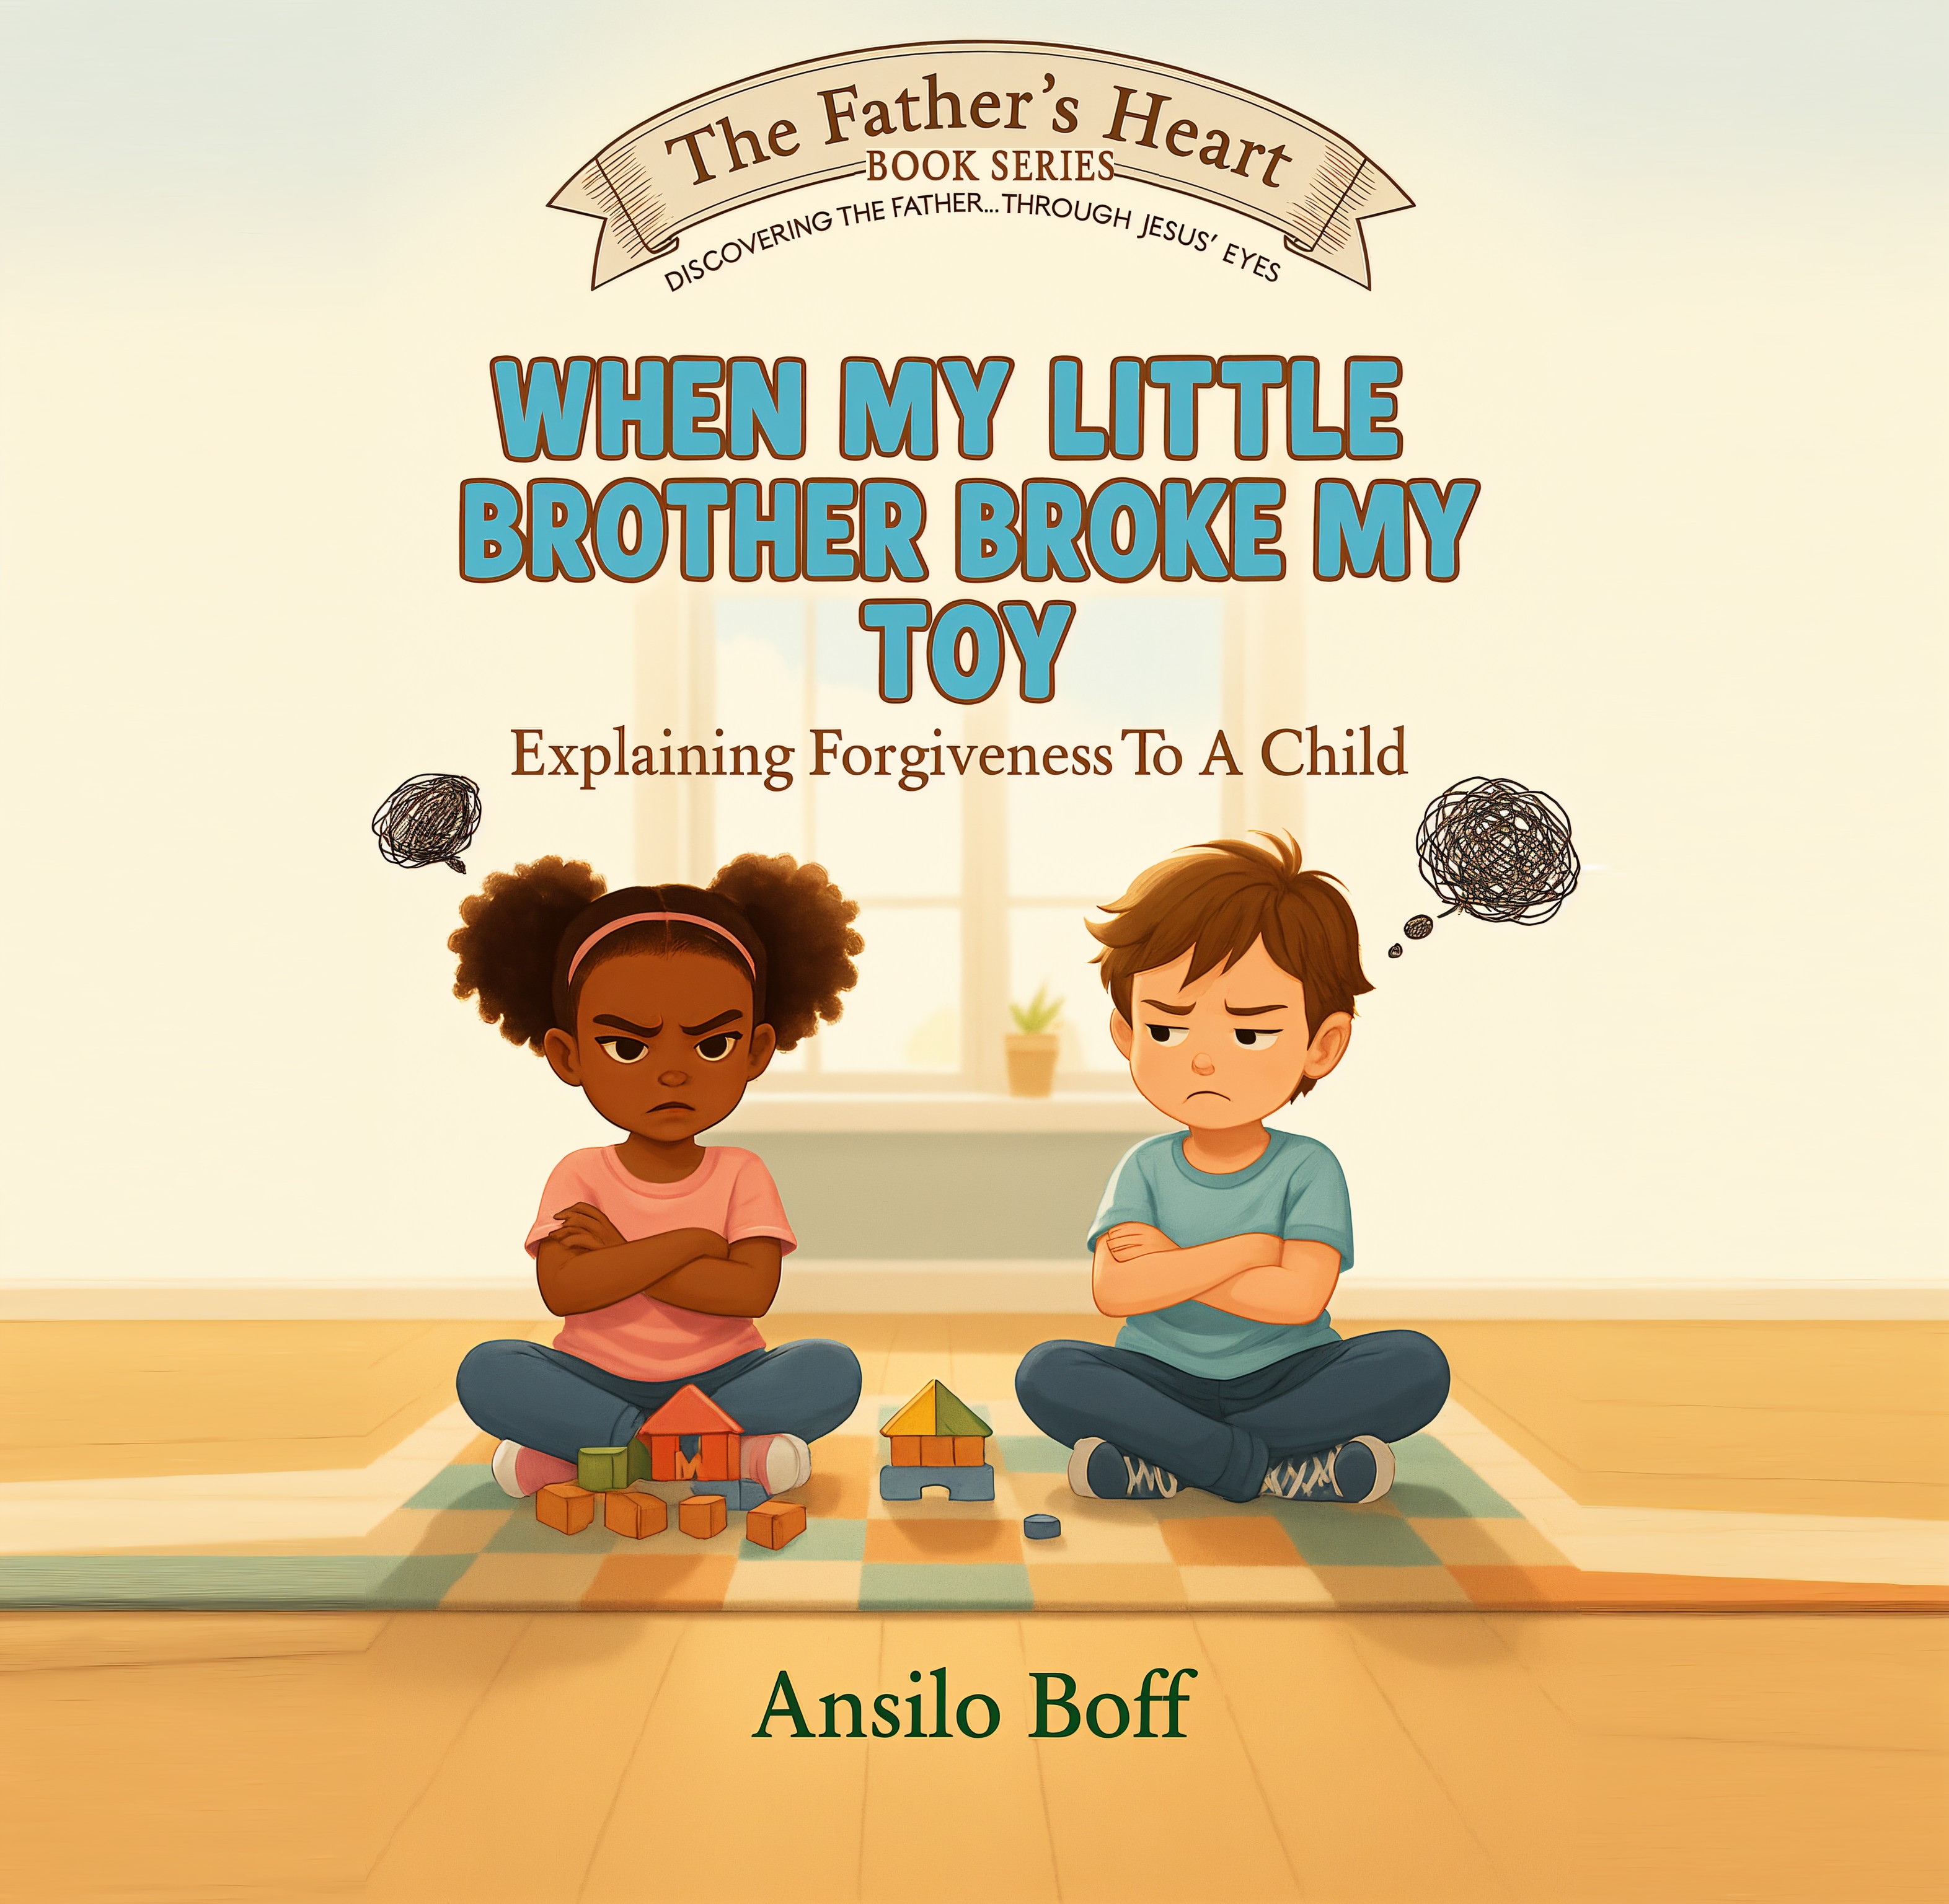 The Father's Heart
BOOK SERIES
DISCOVERING THE FATHER...THROUGH JESUS' EYES
WHEN MY LITTLE
BROTHER BROKE MY
TOY
Explaining Forgiveness To A Child
M
Ansilo Boff